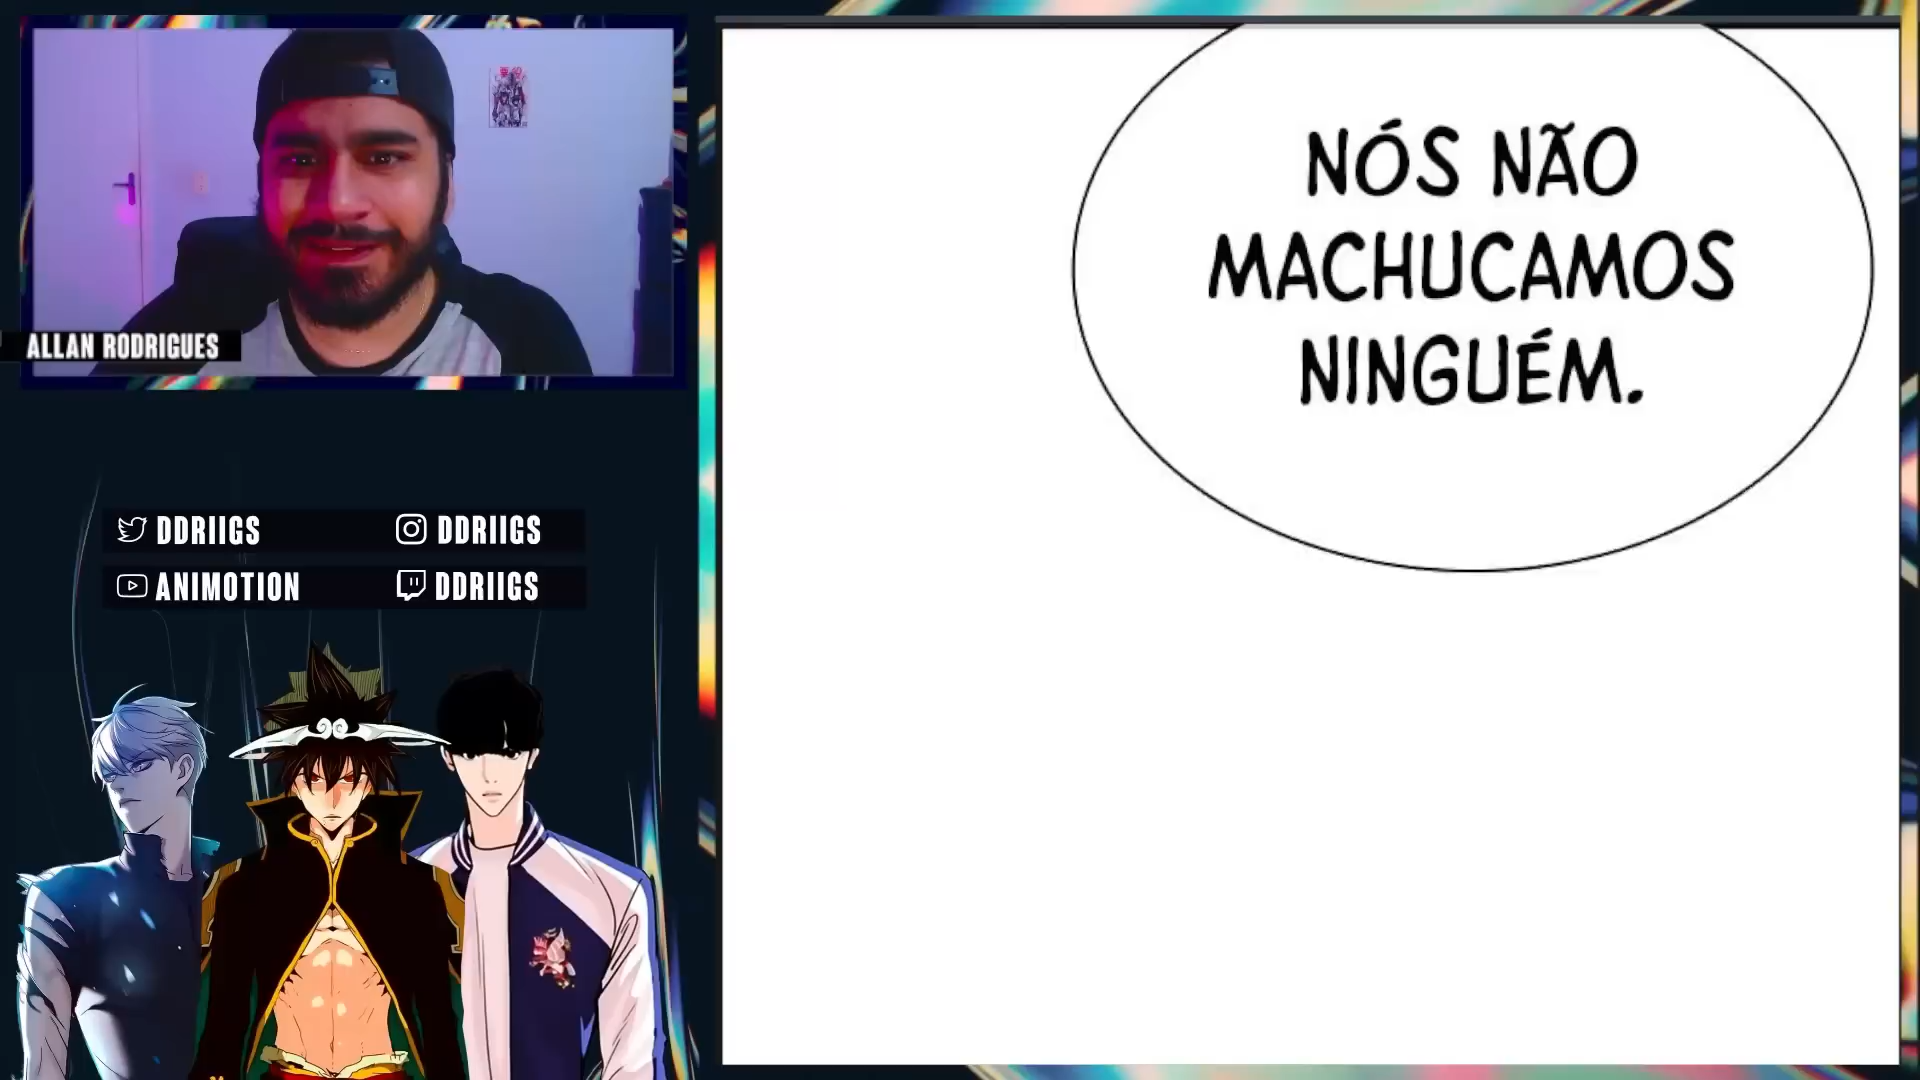 ALLAN RODRIGUES
DDRIIGS
DDRIIGS
ANIMOTION
DDRIIGS
NÓS NÃO
MACHUCAMOS
NINGUÉM.